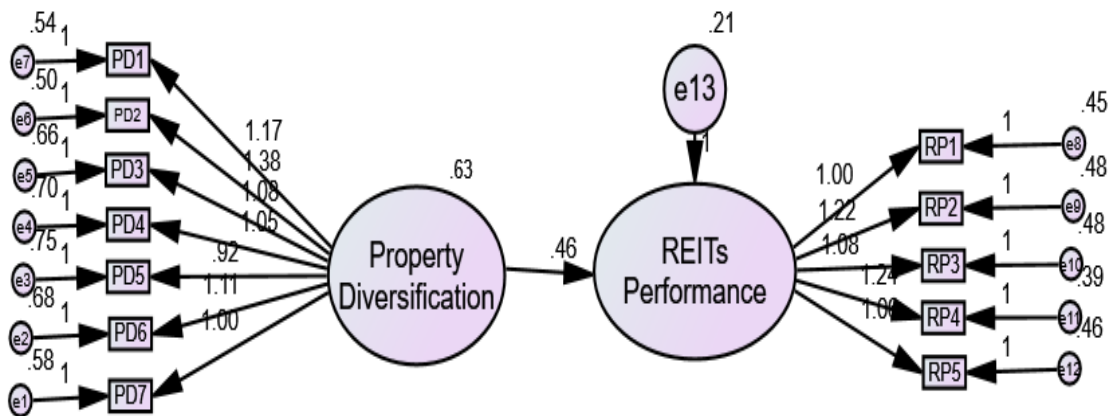 .54
1
e7
PD1
.50
1
e6
PD2
.66
1
e5
PD3
.70
1
e4
PD4
.75
1
e3
PD5
.68
1
e2
PD6
.58
1
e1
PD7
1.17
1.38
1.08
1.05
.92
1.11
1.00
.63
Property
Diversification
.46
.21
e13
1
REITs
Performance
1.00
1.22
1.08
1.24
RP1
1
.45
e8
RP2
1
.48
e9
RP3
1
.48
e10
RP4
1
.39
e11
RP5
1
.46
e12